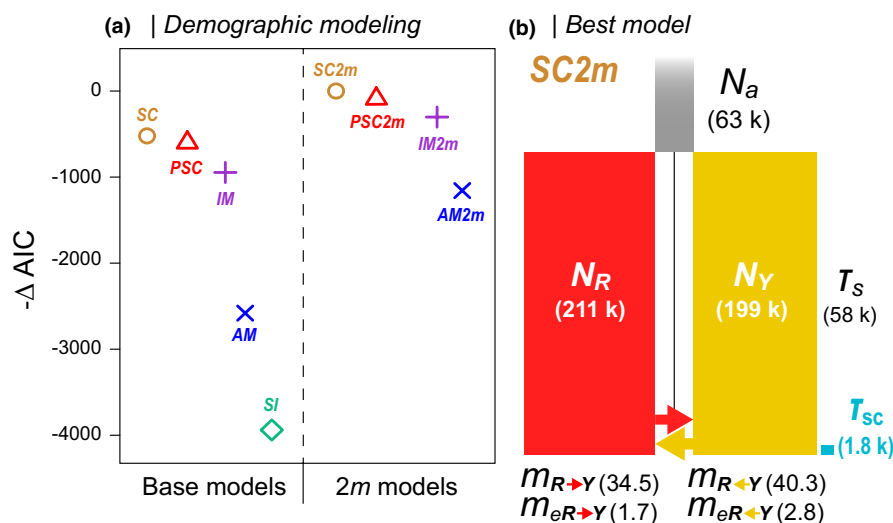 (a) | Demographic modeling
-Δ AIC
0
-1000
-2000
-3000
-4000
SC
PSC
IM
AM
SI
SC2m
PSC2m
IM2m
AM2m
Base models
2m models
(b) | Best model
SC2m
Na
(63 k)
NR
(211 k)
NY
(199 k)
TS
(58 k)
Tsc
(1.8 k)
mR→Y (34.5)
meR→Y (1.7)
mR←Y (40.3)
meR←Y (2.8)